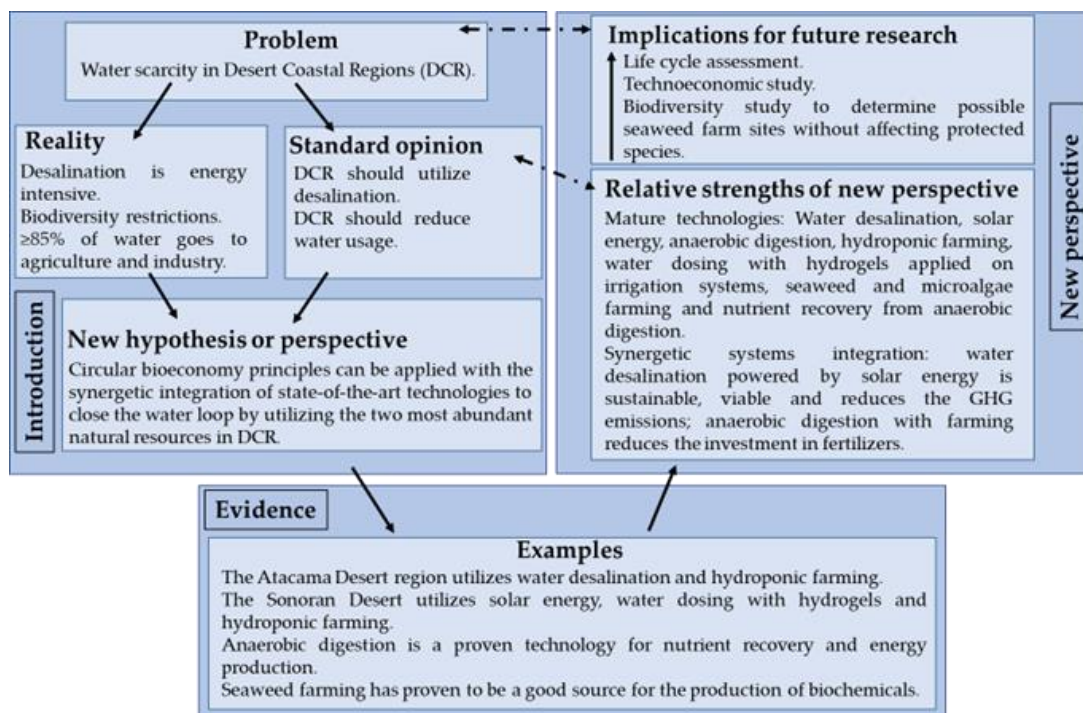 Problem
Water scarcity in Desert Coastal Regions (DCR).
Reality
Desalination is energy
intensive.
Biodiversity restrictions.
≥85% of water goes to
agriculture and industry.
Standard opinion
DCR should utilize
desalination.
DCR should reduce
water usage.
New hypothesis or perspective
Circular bioeconomy principles can be applied with the
synergetic integration of state-of-the-art technologies to
close the water loop by utilizing the two most abundant
natural resources in DCR.
Introduction
Evidence
Examples
The Atacama Desert region utilizes water desalination and hydroponic farming.
The Sonoran Desert utilizes solar energy, water dosing with hydrogels and
hydroponic farming.
Anaerobic digestion is a proven technology for nutrient recovery and energy
production.
Seaweed farming has proven to be a good source for the production of biochemicals.
Implications for future research
Life cycle assessment.
Technoeconomic study.
Biodiversity study to determine possible
seaweed farm sites without affecting protected
species.
Relative strengths of new perspective
Mature technologies: Water desalination, solar
energy, anaerobic digestion, hydroponic farming,
water dosing with hydrogels applied on
irrigation systems, seaweed and microalgae
farming and nutrient recovery from anaerobic
digestion.
Synergetic systems integration: water
desalination powered by solar energy is
sustainable, viable and reduces the GHG
emissions; anaerobic digestion with farming
reduces the investment in fertilizers.
New perspective